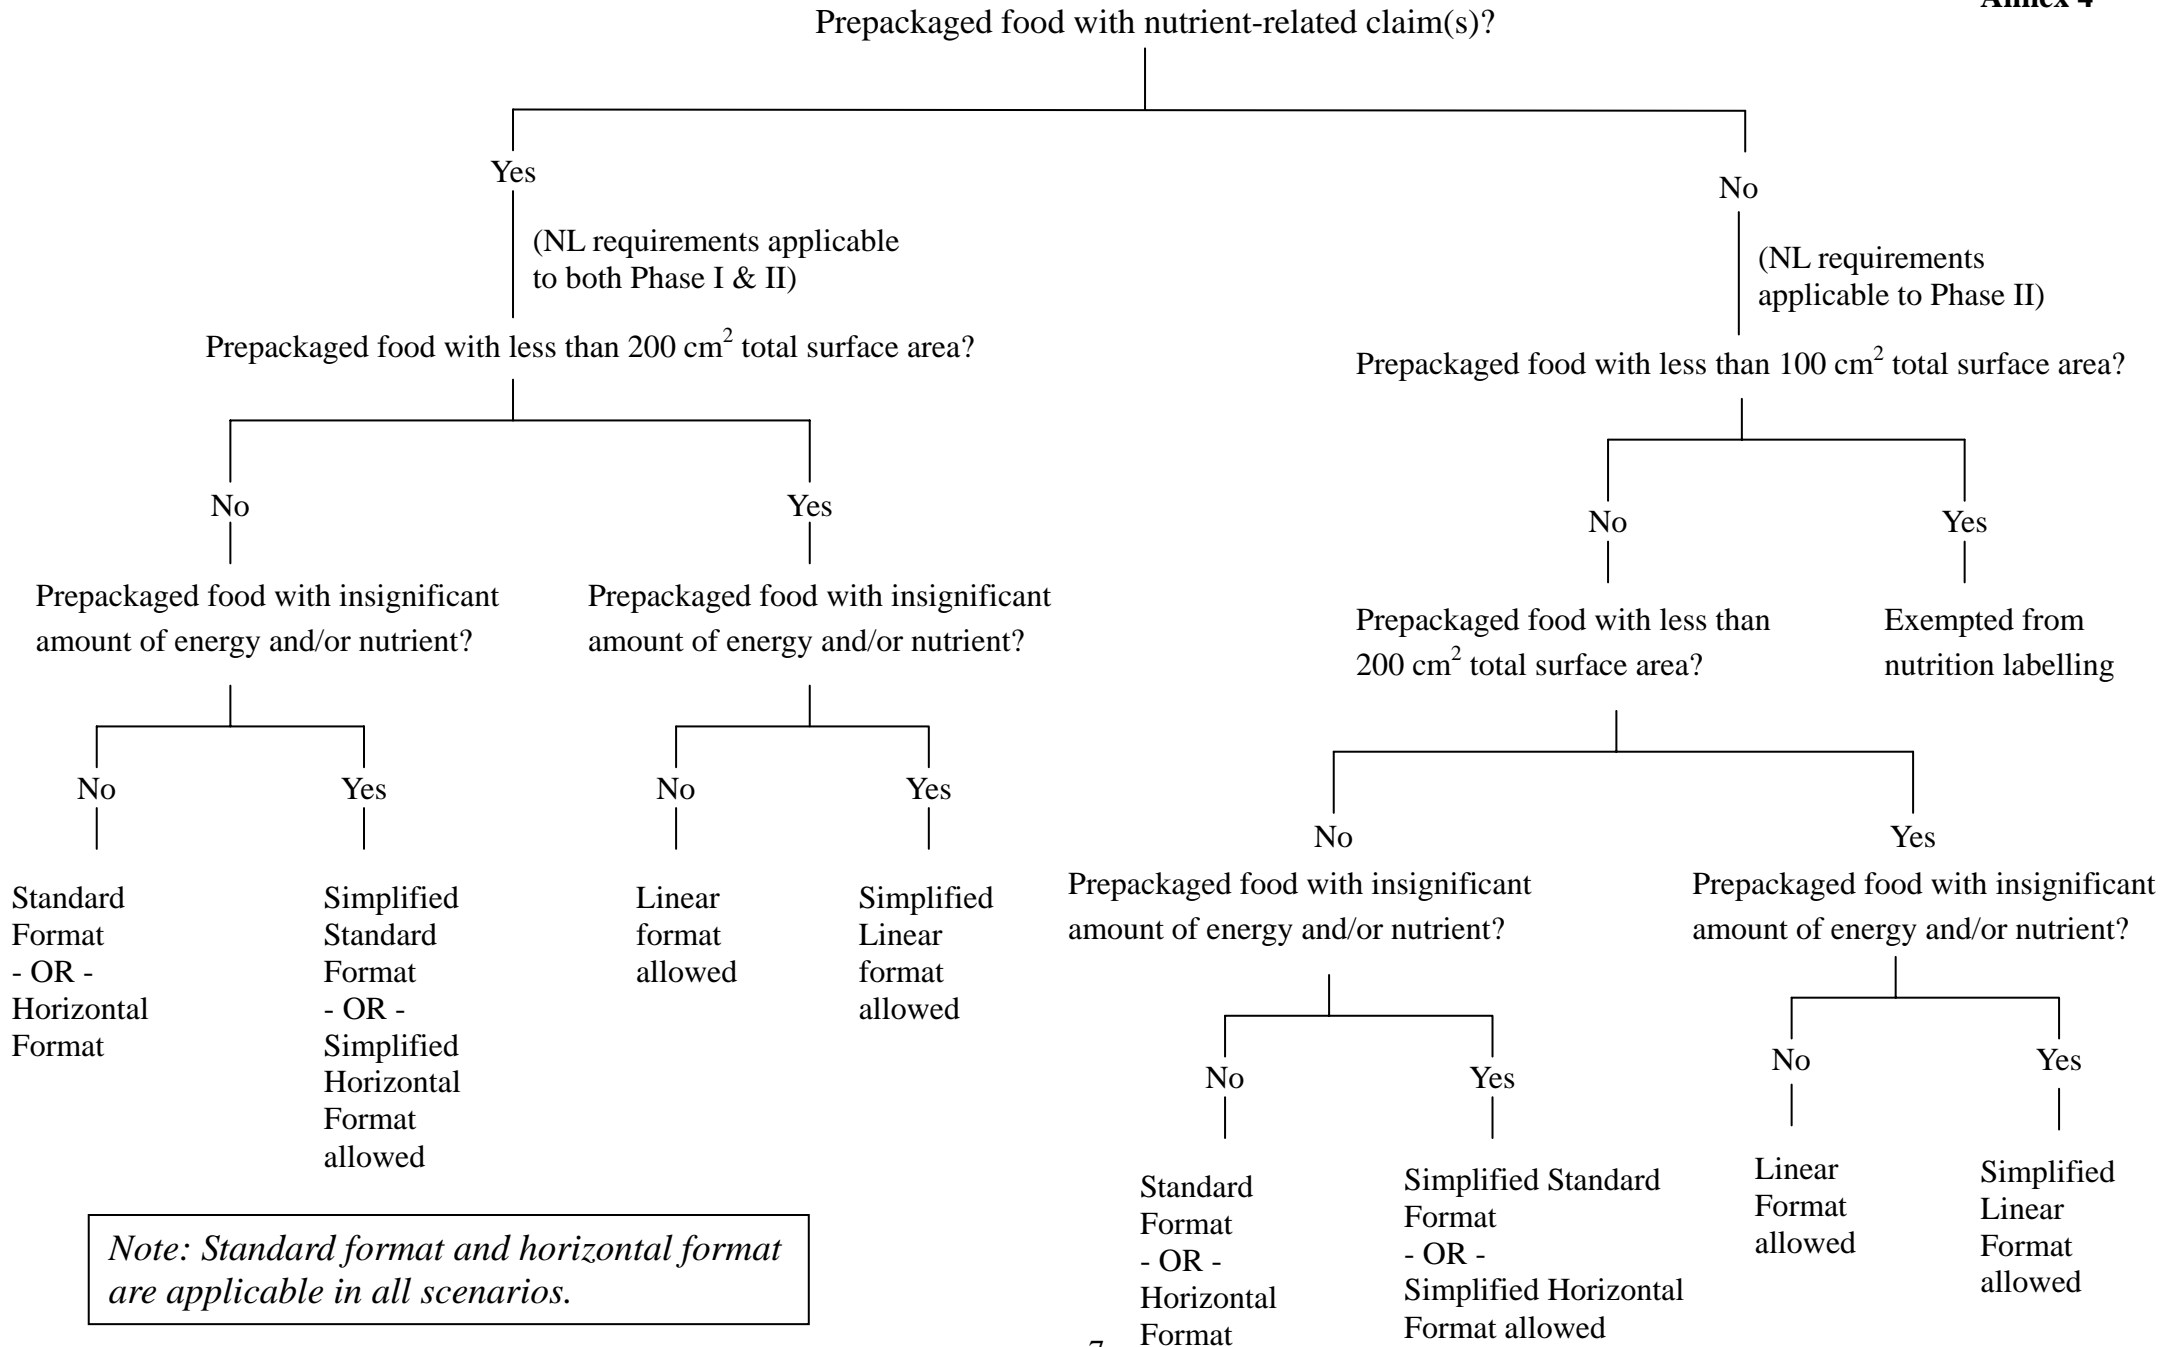 Annex 4
Prepackaged food with nutrient-related claim(s)?
Yes
No
(NL requirements applicable
to both Phase I & II)
(NL requirements
applicable to Phase II)
Prepackaged food with less than 200 cm² total surface area?
Prepackaged food with less than 100 cm² total surface area?
No
Yes
No
Yes
Prepackaged food with insignificant
amount of energy and/or nutrient?
Prepackaged food with insignificant
amount of energy and/or nutrient?
Prepackaged food with less than
200 cm² total surface area?
Exempted from
nutrition labelling
No
Yes
No
Yes
No
Yes
Standard
Format
- OR -
Horizontal
Format
Simplified
Standard
Format
- OR -
Simplified
Horizontal
Format
allowed
Linear
format
allowed
Simplified
Linear
format
allowed
Prepackaged food with insignificant
amount of energy and/or nutrient?
Prepackaged food with insignificant
amount of energy and/or nutrient?
No
Yes
No
Yes
Standard
Format
- OR -
Horizontal
Format
Simplified Standard
Format
- OR -
Simplified Horizontal
Format allowed
Linear
Format
allowed
Simplified
Linear
Format
allowed
Note: Standard format and horizontal format
are applicable in all scenarios.
7